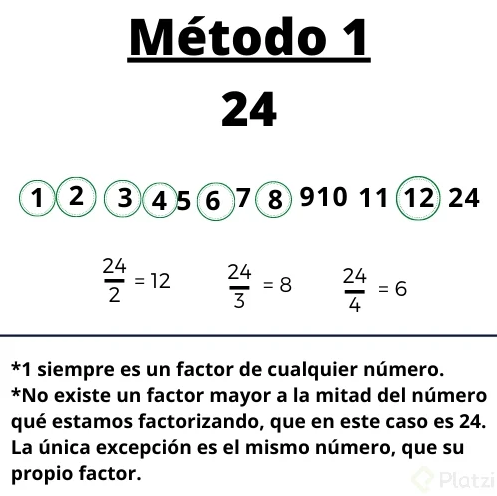 Método 1
24
1 2 3 4 5 6 7 8 910 11 12 24
24/2 = 12 24/3 = 8 24/4 = 6
*1 siempre es un factor de cualquier número.
*No existe un factor mayor a la mitad del número
qué estamos factorizando, que en este caso es 24.
La única excepción es el mismo número, que su
propio factor.
Platzi